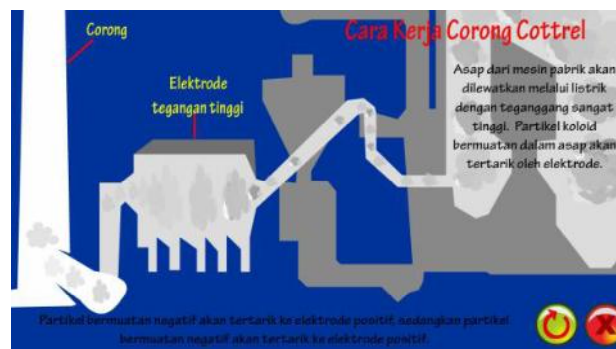 Cara Kerja Corong Cottrel
Corong
Elektrode
tegangan tinggi
Asap dari mesin pabrik akan
dilewatkan melalui listrik
dengan teganggang sangat
tinggi. Partikel koloid
bermuatan dalam asap akan
tertarik oleh elektrode.
Partikel bermuatan negatif akan tertarik ke elektrode positif, sedangkan partikel
bermuatan negatif akan tertarik ke elektrode positif.